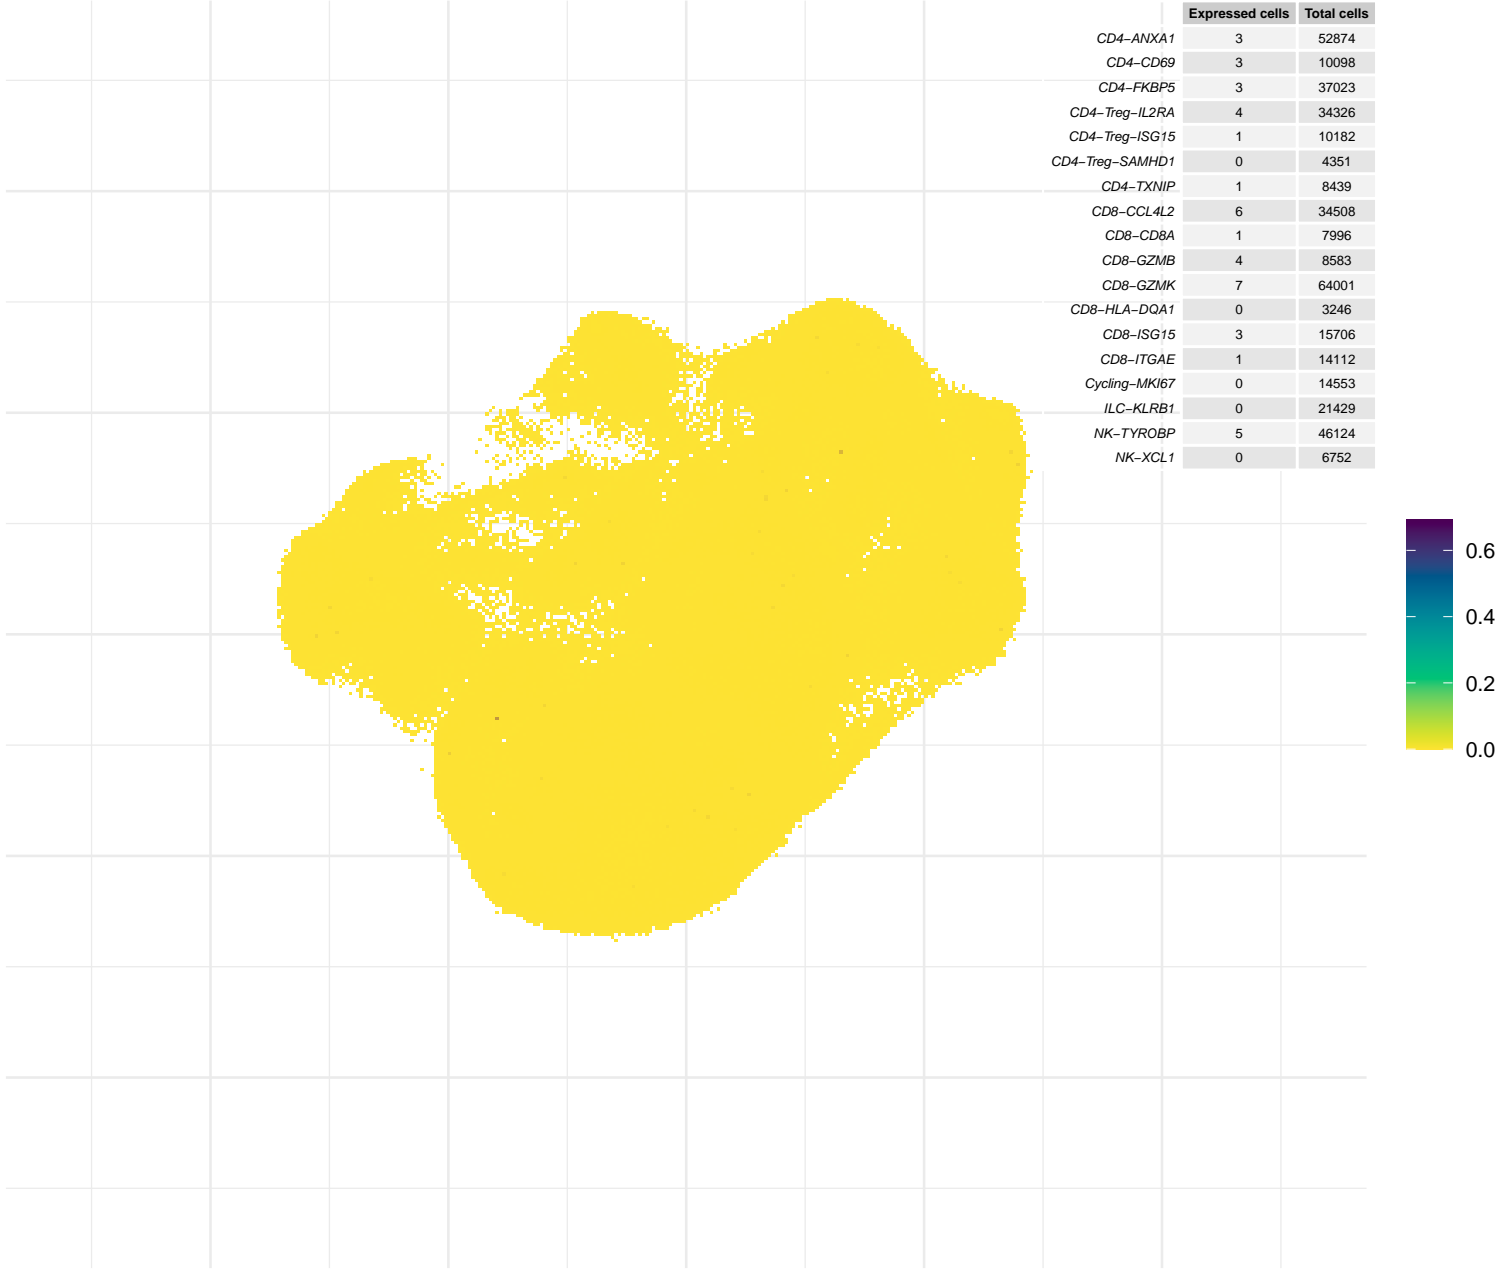 Expressed cells Total cells
CD4−ANXA1 3 52874
CD4−CD69 3 10098
CD4−FKBP5 3 37023
CD4−Treg−IL2RA 4 34326
CD4−Treg−ISG15 1 10182
CD4−Treg−SAMHD1 0 4351
CD4−TXNIP 1 8439
CD8−CCL4L2 6 34508
CD8−CD8A 1 7996
CD8−GZMB 4 8583
CD8−GZMK 7 64001
CD8−HLA−DQA1 0 3246
CD8−ISG15 3 15706
CD8−ITGAE 1 14112
Cycling−MKI67 0 14553
ILC−KLRB1 0 21429
NK−TYROBP 5 46124
NK−XCL1 0 6752
0.6
0.4
0.2
0.0